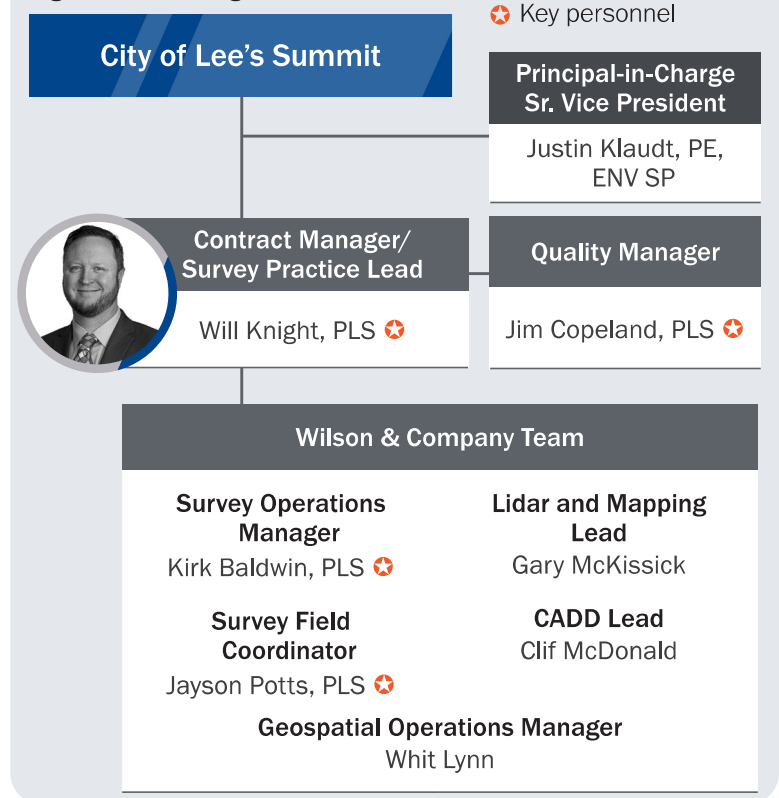 Key personnel
City of Lee's Summit
Principal-in-Charge
Sr. Vice President
Justin Klaudt, PE,
ENV SP
Contract Manager/
Survey Practice Lead
Will Knight, PLS
Quality Manager
Jim Copeland, PLS
Wilson & Company Team
Survey Operations
Manager
Kirk Baldwin, PLS
Lidar and Mapping
Lead
Gary McKissick
Survey Field
Coordinator
Jayson Potts, PLS
CADD Lead
Clif McDonald
Geospatial Operations Manager
Whit Lynn